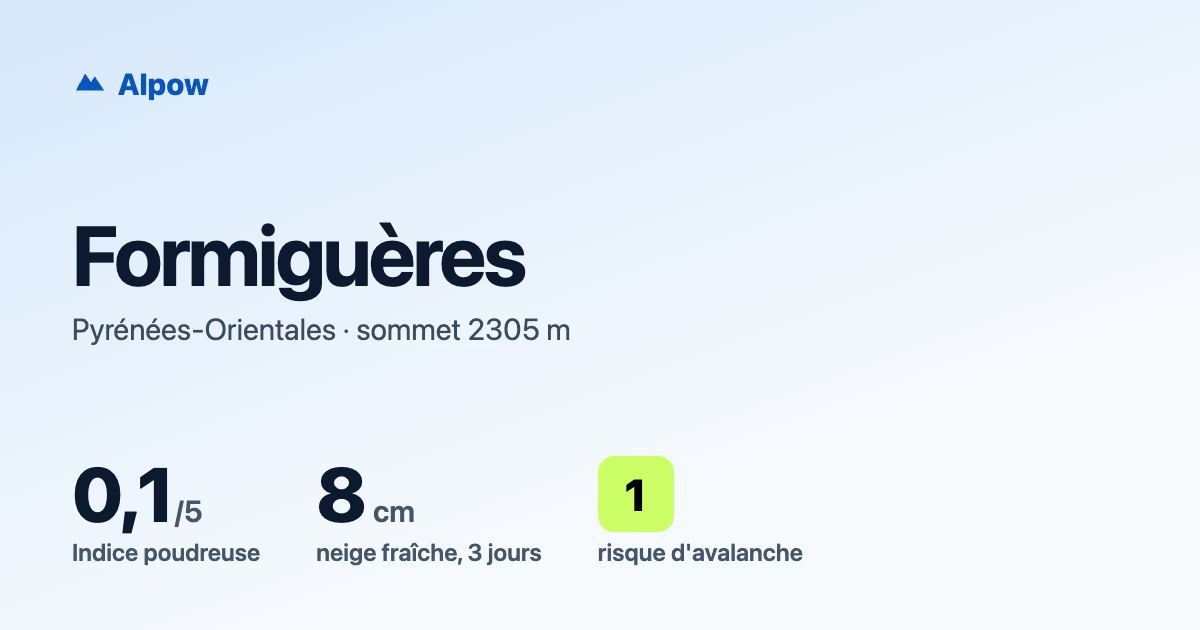 Alpow
Formiguères
Pyrénées-Orientales · sommet 2305 m
0,1/5
Indice poudreuse
8 cm
neige fraîche, 3 jours
1
risque d'avalanche